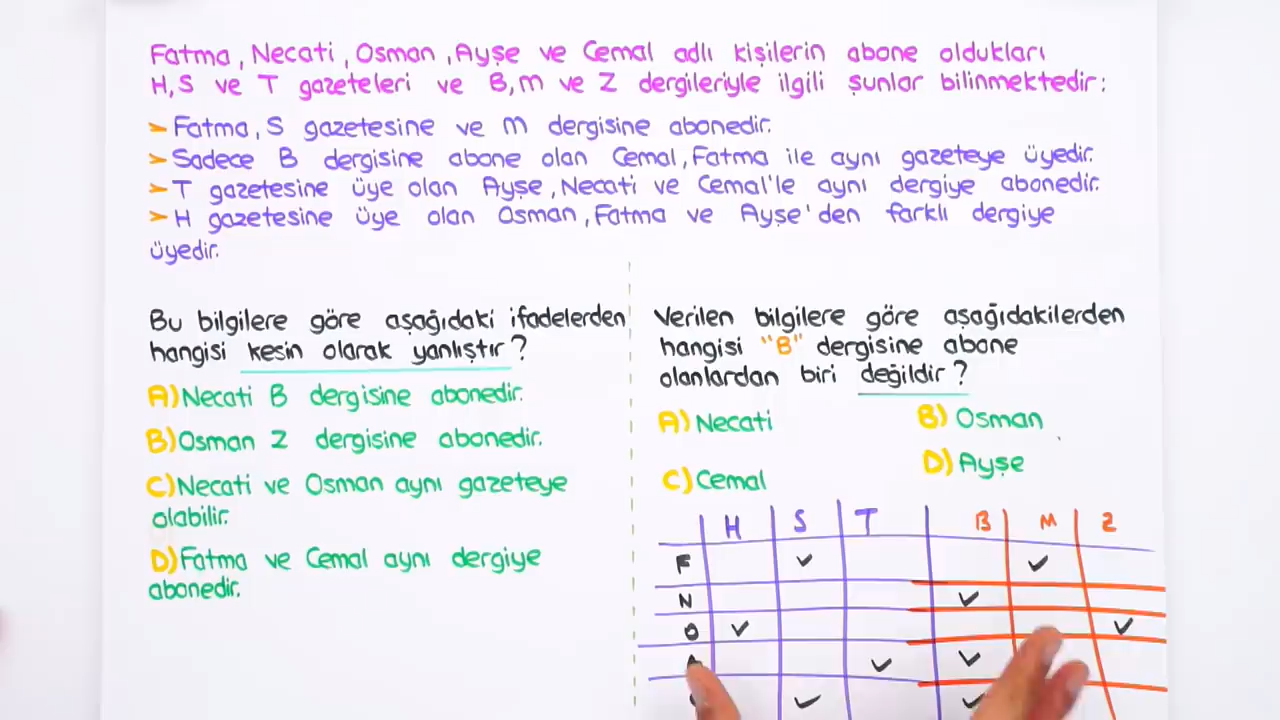 Fatma, Necati, Osman, Ayşe ve Cemal adlı kişilerin abone oldukları
H, S ve T gazeteleri ve B, M ve Z dergileriyle ilgili şunlar bilinmektedir:
➤ Fatma, S gazetesine ve M dergisine abonedir.
➤ Sadece B dergisine abone olan Cemal, Fatma ile aynı gazeteye üyedir.
➤ T gazetesine üye olan Ayşe, Necati ve Cemal'le aynı dergiye abonedir.
➤ H gazetesine üye olan Osman, Fatma ve Ayşe'den farklı dergiye
üyedir.
Bu bilgilere göre aşağıdaki ifadelerden
hangisi kesin olarak yanlıştır?
A) Necati B dergisine abonedir.
B) Osman Z dergisine abonedir.
C) Necati ve Osman aynı gazeteye
olabilir.
D) Fatma ve Cemal aynı dergiye
abonedir.
Verilen bilgilere göre aşağıdakilerden
hangisi "B" dergisine abone
olanlardan biri değildir?
A) Necati B) Osman
C) Cemal D) Ayşe
H S T B M Z
F ✓ ✓
N ✓
O ✓ ✓
✓ ✓
✓ ✓